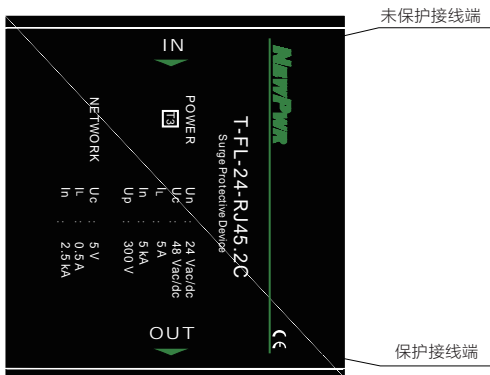 未保护接线端
IN
NEWPWR
T-FL-24-RJ45.2C
Surge Protective Device
POWER
T3
Un : 24 Vac/dc
Uc : 48 Vac/dc
IL : 5 A
In : 5 kA
Up : 300 V
NETWORK
Uc : 5 V
IL : 0.5 A
In : 2.5 kA
OUT
CE
保护接线端